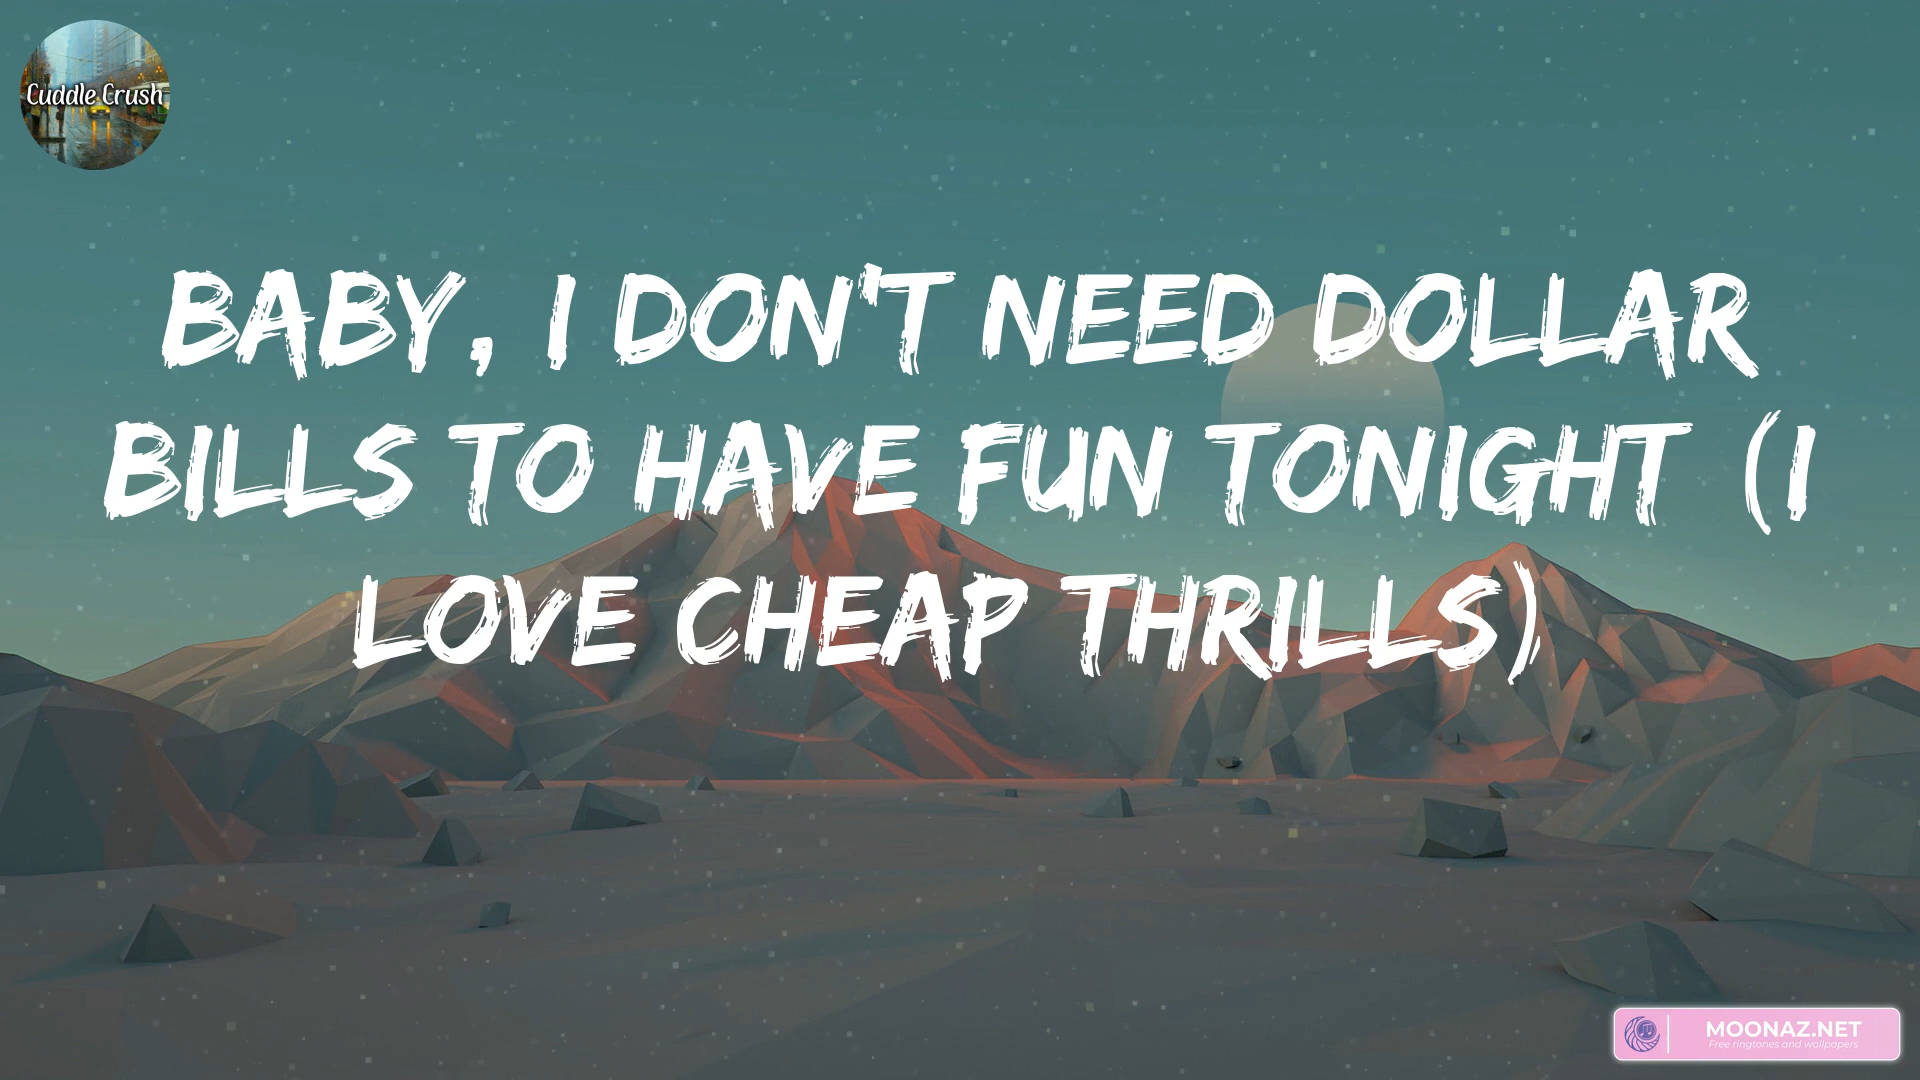 Cuddle Crush
BABY, I DON'T NEED DOLLAR
BILLS TO HAVE FUN TONIGHT (I
LOVE CHEAP THRILLS)
MOONAZ.NET
Free ringtones and wallpapers